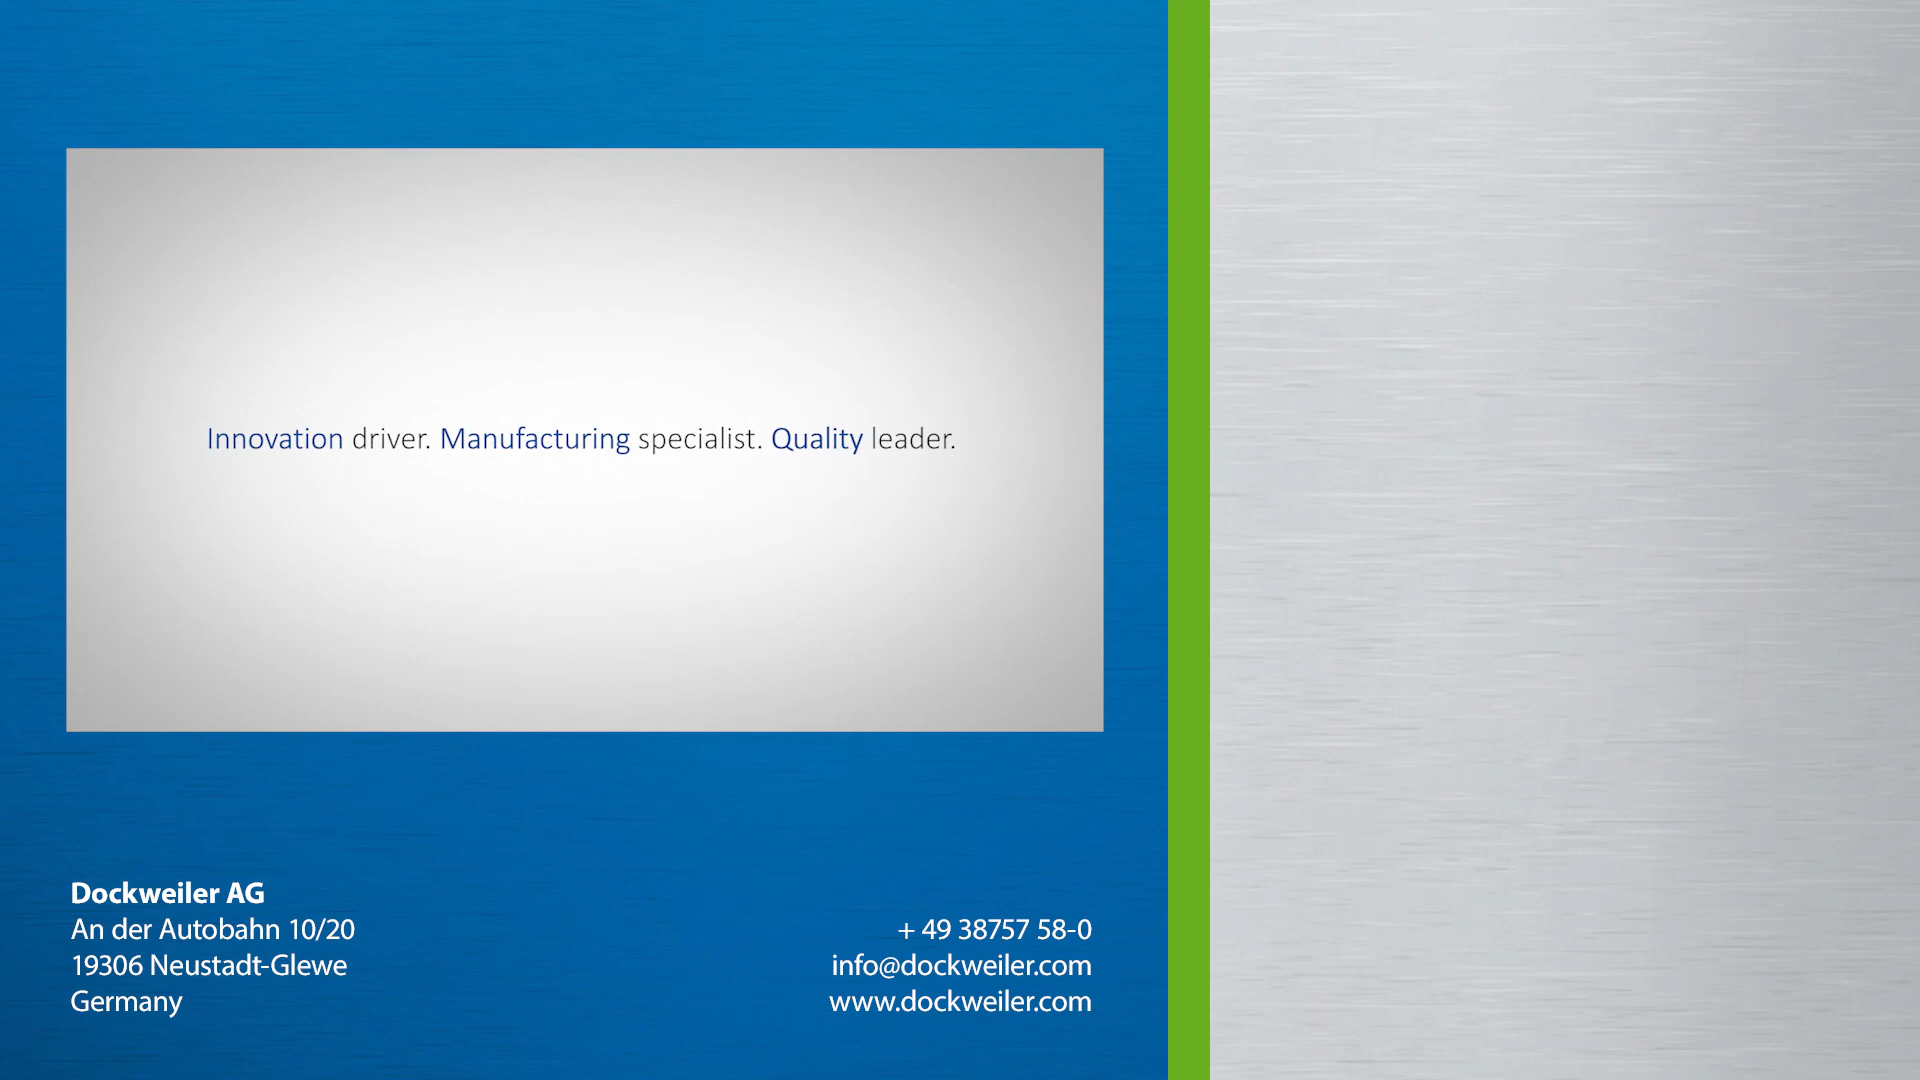 Innovation driver. Manufacturing specialist. Quality leader.
Dockweiler AG
An der Autobahn 10/20
19306 Neustadt-Glewe
Germany
+ 49 38757 58-0
info@dockweiler.com
www.dockweiler.com